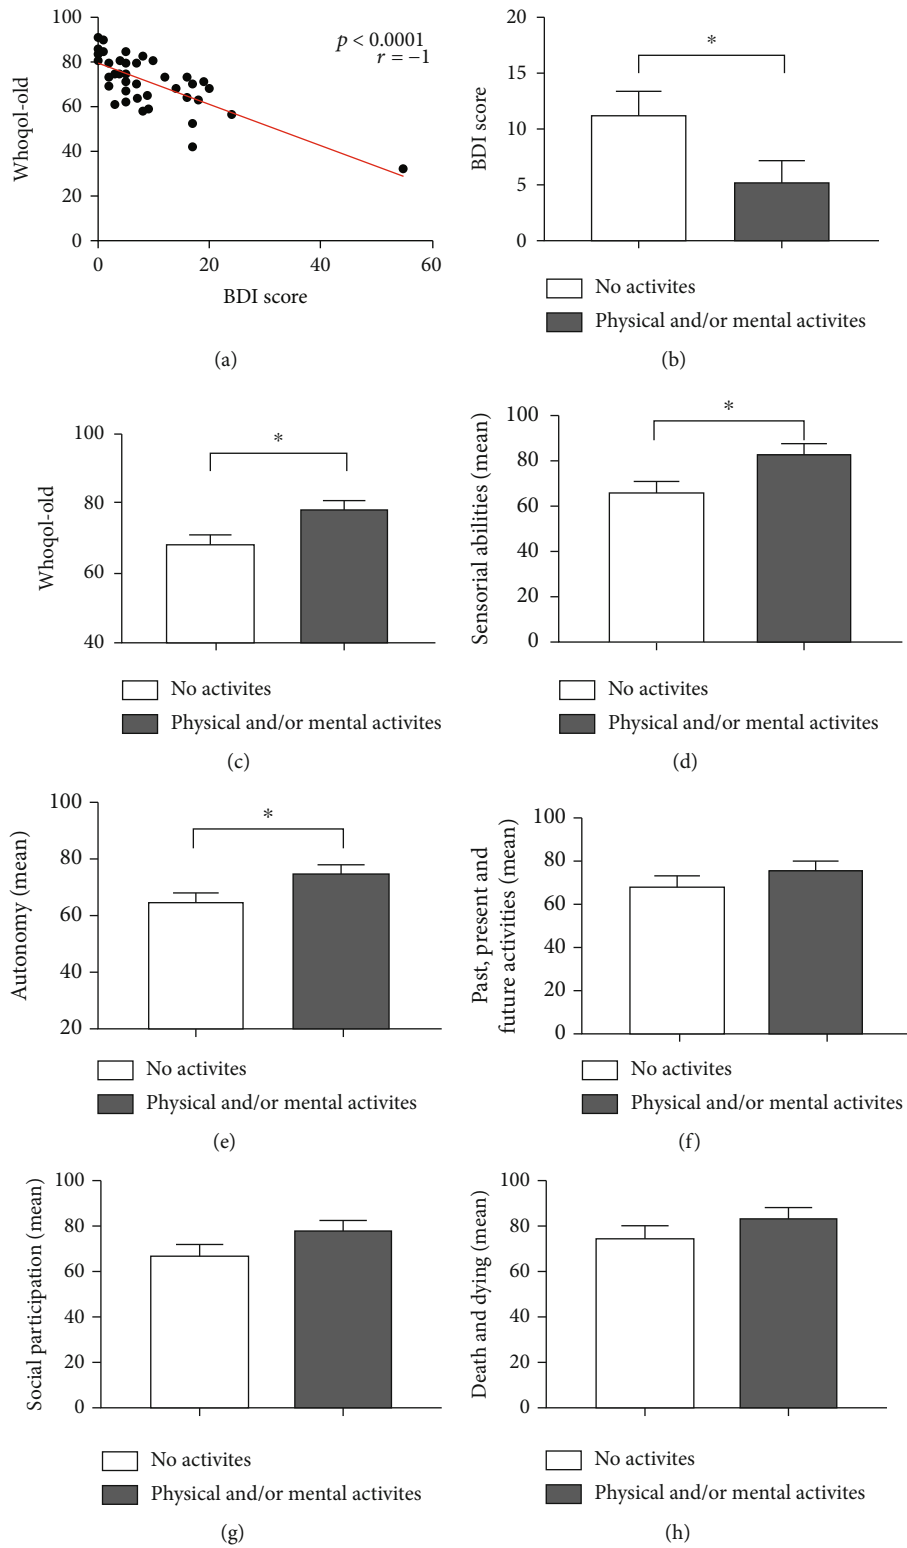 100
80
60
40
20
0
Whoqol-old
p < 0.0001
r = −1
0
20
40
60
BDI score
(a)
20
15
10
5
0
BDI score
*
No activites
Physical and/or mental activites
(b)
100
80
60
40
Whoqol-old
*
No activites
Physical and/or mental activites
(c)
100
80
60
40
20
0
Sensorial abilities (mean)
*
No activites
Physical and/or mental activites
(d)
100
80
60
40
20
Autonomy (mean)
*
No activites
Physical and/or mental activites
(e)
100
80
60
40
20
0
Past, present and
future activities (mean)
No activites
Physical and/or mental activites
(f)
100
80
60
40
20
0
Social participation (mean)
No activites
Physical and/or mental activites
(g)
100
80
60
40
20
0
Death and dying (mean)
No activites
Physical and/or mental activites
(h)